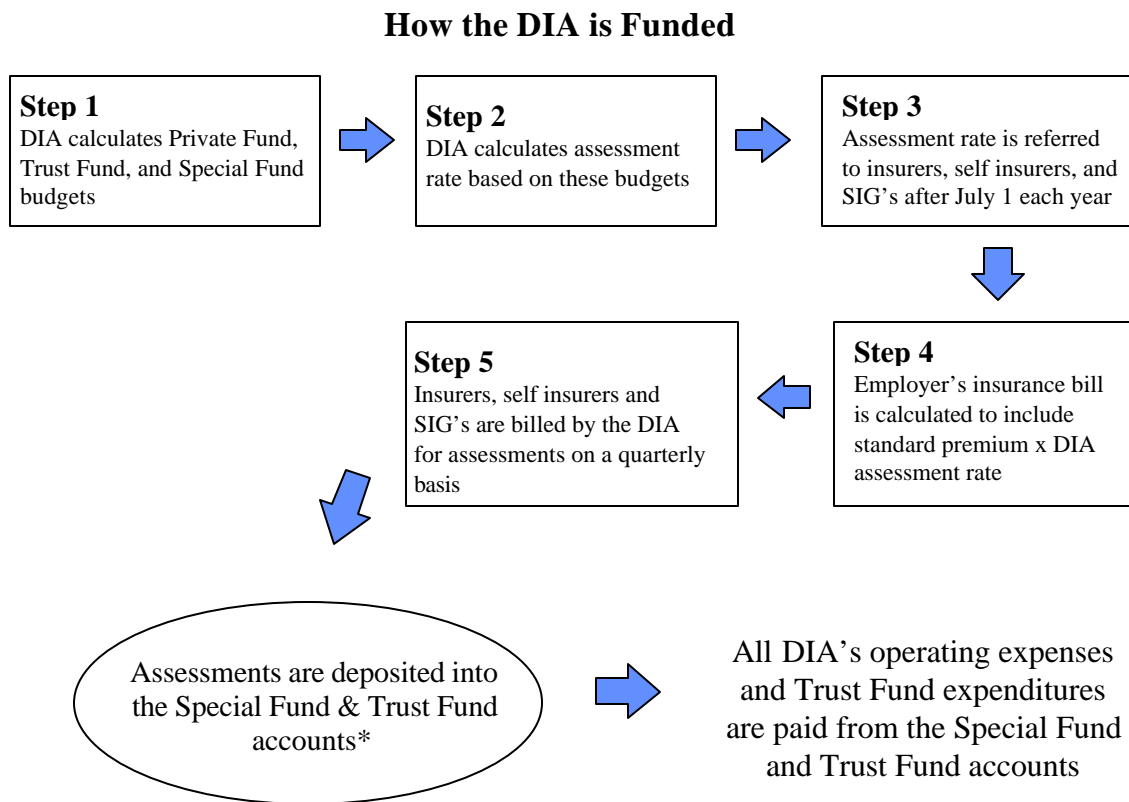 How the DIA is Funded
Step 1
DIA calculates Private Fund,
Trust Fund, and Special Fund
budgets
Step 2
DIA calculates assessment
rate based on these budgets
Step 3
Assessment rate is referred
to insurers, self insurers, and
SIG's after July 1 each year
Step 4
Employer's insurance bill
is calculated to include
standard premium x DIA
assessment rate
Step 5
Insurers, self insurers and
SIG's are billed by the DIA
for assessments on a quarterly
basis
Assessments are deposited into
the Special Fund & Trust Fund
accounts*
All DIA's operating expenses
and Trust Fund expenditures
are paid from the Special Fund
and Trust Fund accounts